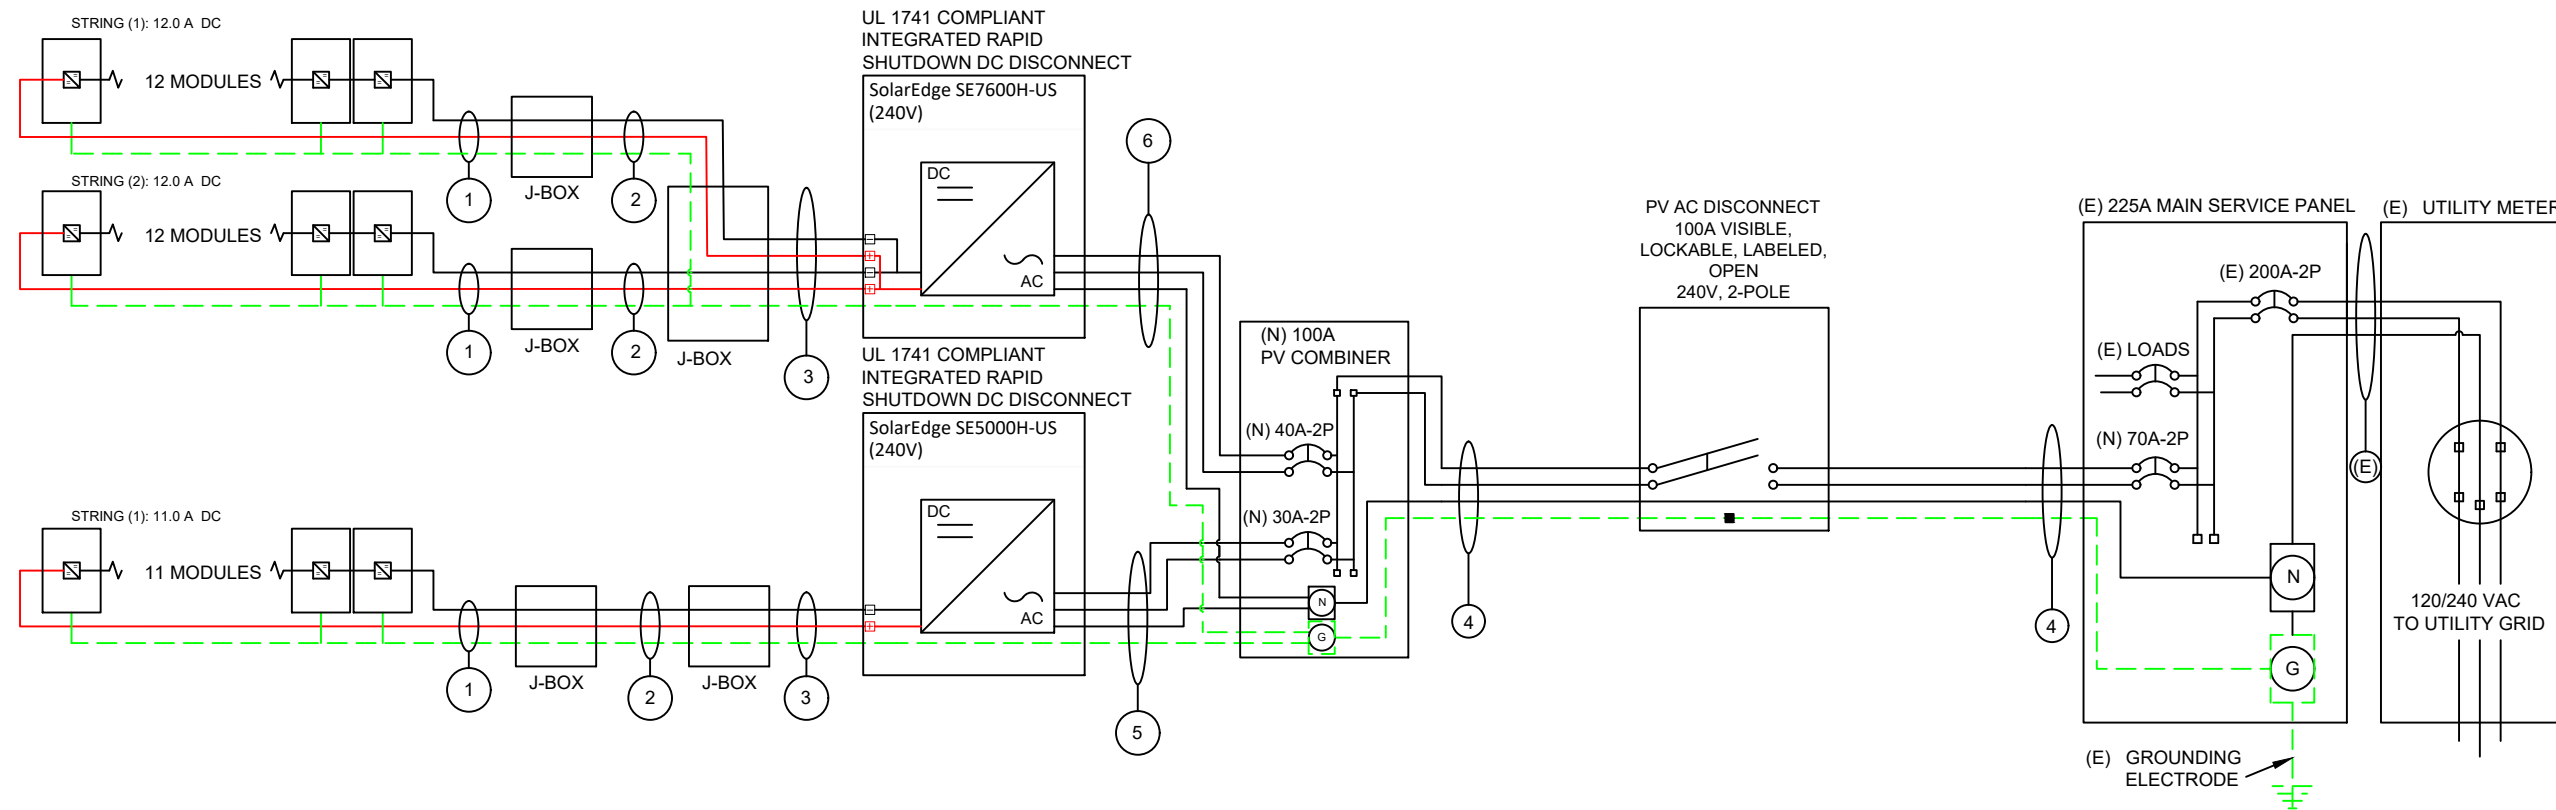 STRING (1): 12.0 A  DC
12 MODULES
1
J-BOX
2
STRING (2): 12.0 A  DC
12 MODULES
1
J-BOX
2
J-BOX
3
UL 1741 COMPLIANT
INTEGRATED RAPID
SHUTDOWN DC DISCONNECT
SolarEdge SE7600H-US
(240V)
DC
AC
6
STRING (1): 11.0 A  DC
11 MODULES
1
J-BOX
2
J-BOX
3
UL 1741 COMPLIANT
INTEGRATED RAPID
SHUTDOWN DC DISCONNECT
SolarEdge SE5000H-US
(240V)
DC
AC
5
(N) 100A
PV COMBINER
(N) 40A-2P
(N) 30A-2P
N
G
4
PV AC DISCONNECT
100A VISIBLE,
LOCKABLE, LABELED,
OPEN
240V, 2-POLE
4
(E) 225A MAIN SERVICE PANEL
(E) 200A-2P
(E) LOADS
(N) 70A-2P
N
G
(E)
(E)   UTILITY METER
120/240 VAC
TO UTILITY GRID
(E)   GROUNDING
ELECTRODE